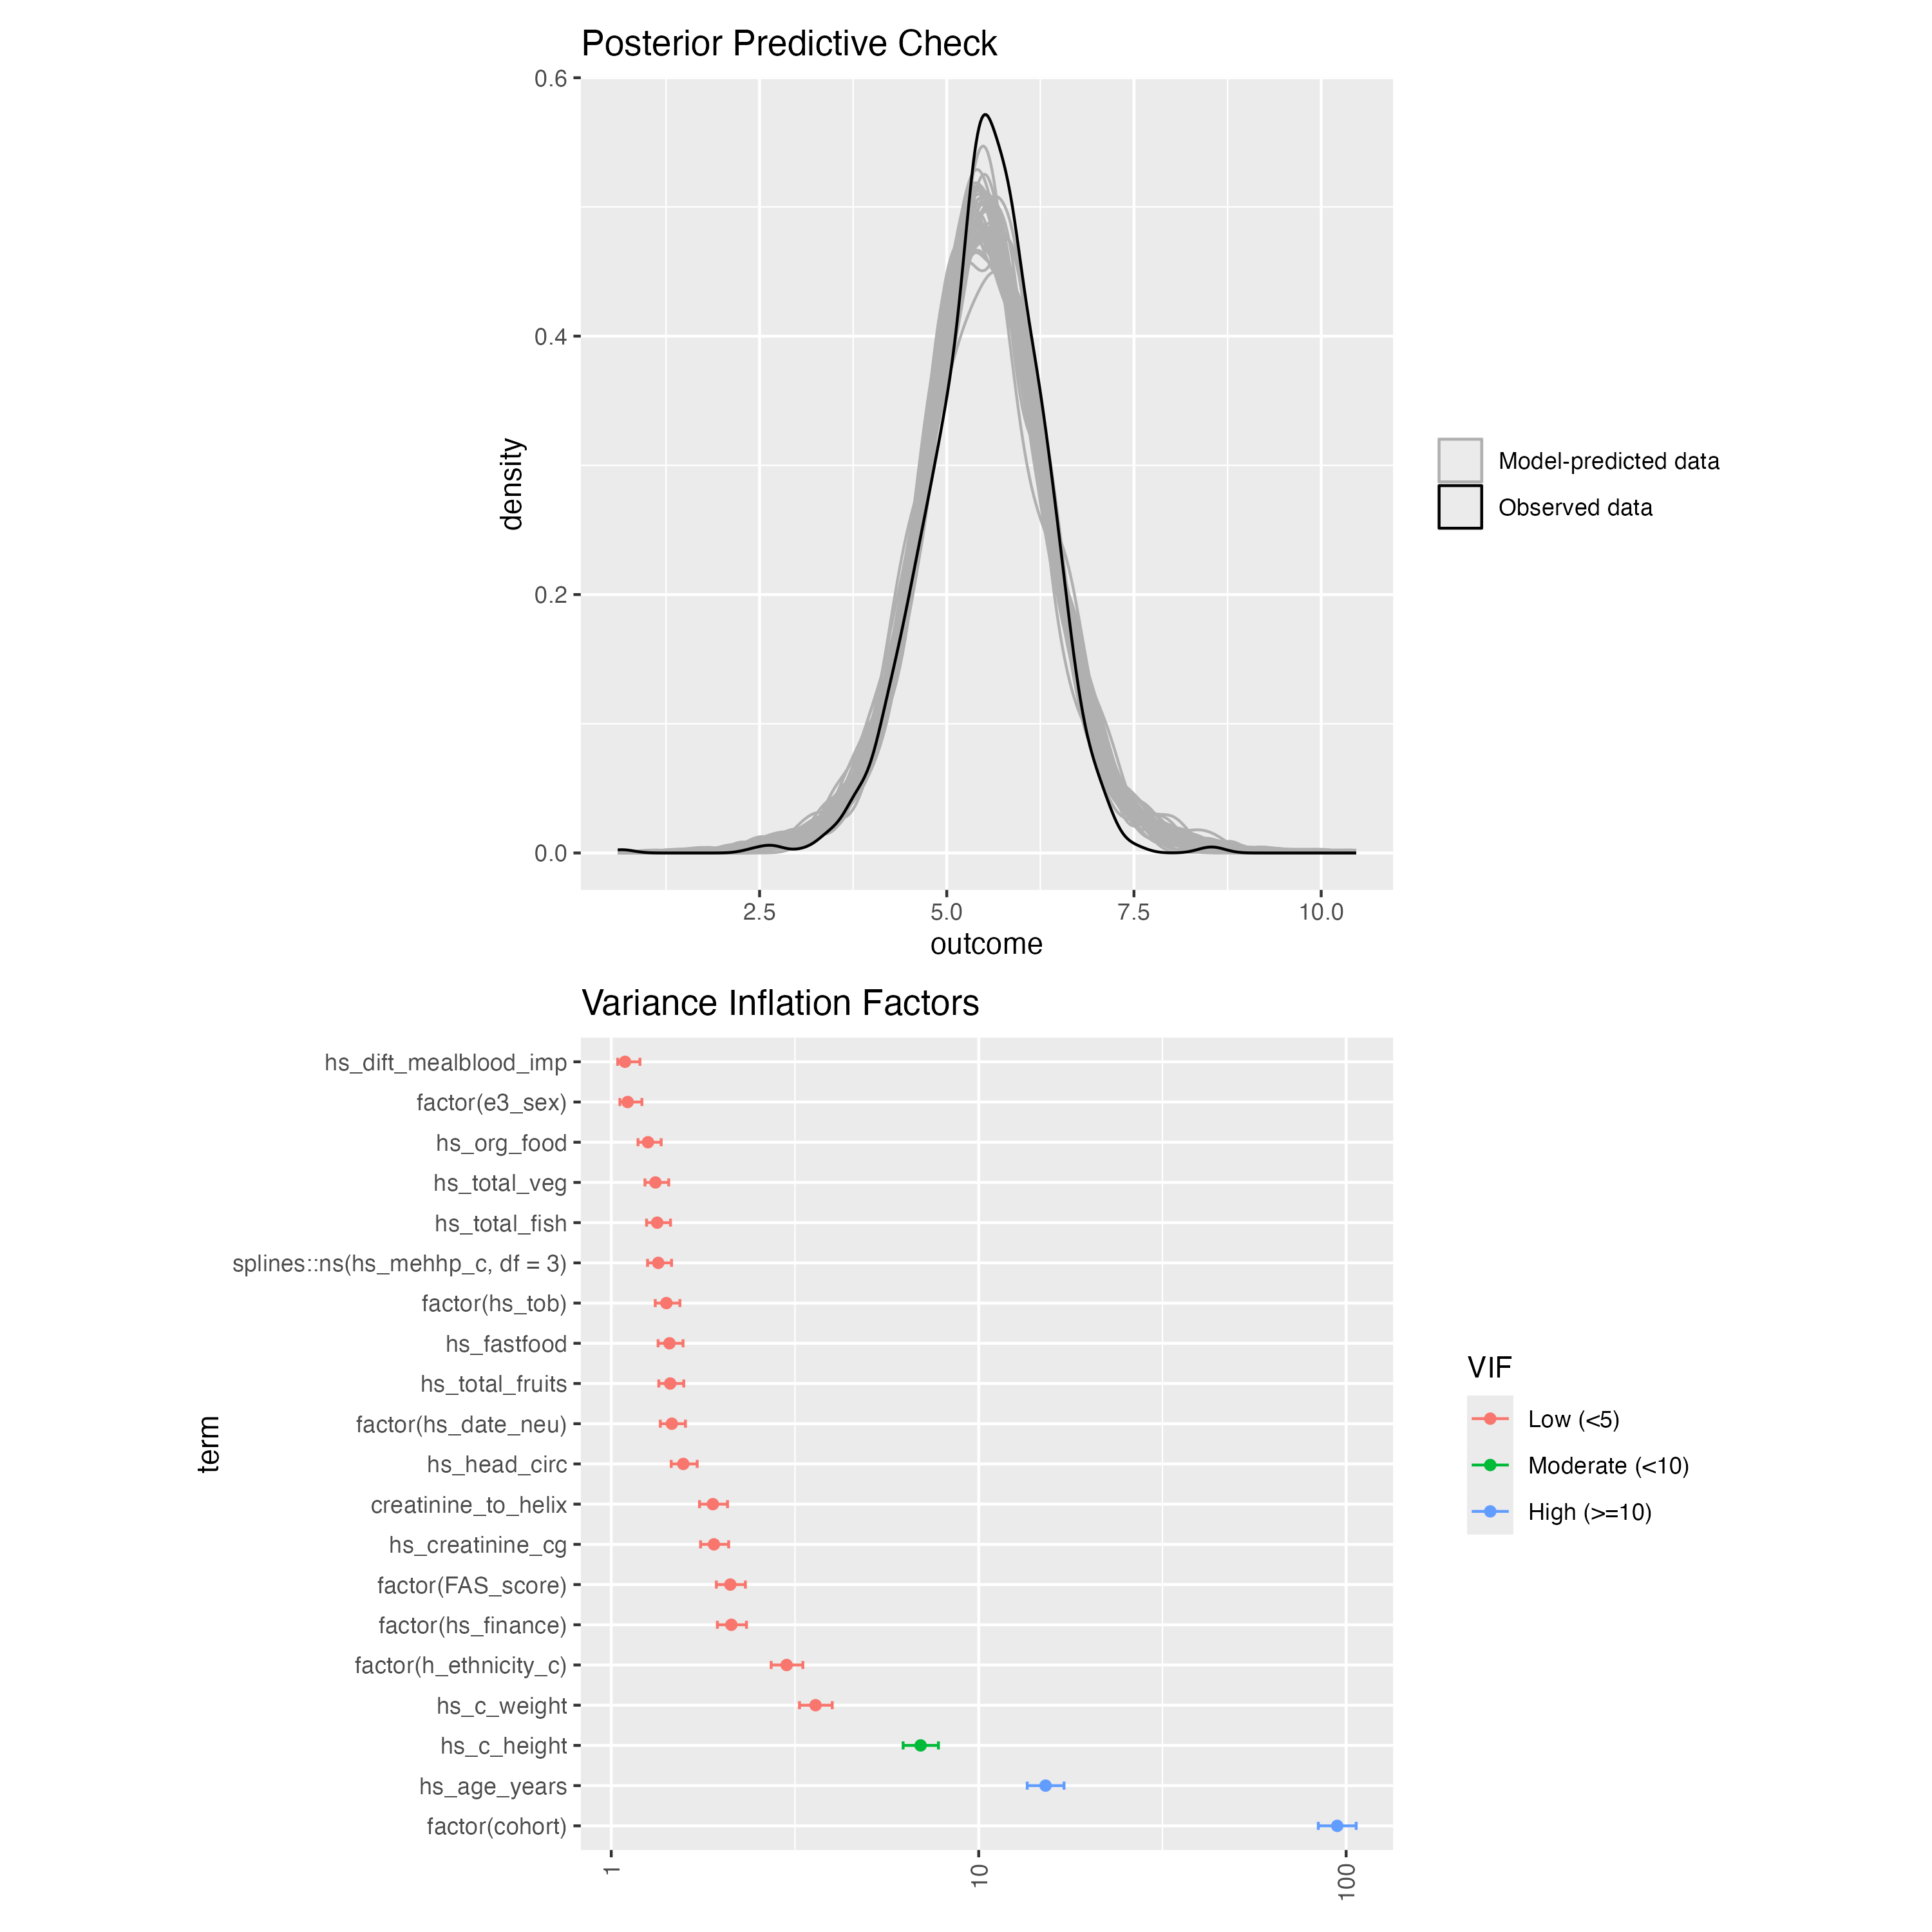 Posterior Predictive Check
0.6
0.4
0.2
0.0
density
2.5 5.0 7.5 10.0
outcome
Model-predicted data
Observed data
Variance Inflation Factors
term
hs_dift_mealblood_imp
factor(e3_sex)
hs_org_food
hs_total_veg
hs_total_fish
splines::ns(hs_mehhp_c, df = 3)
factor(hs_tob)
hs_fastfood
hs_total_fruits
factor(hs_date_neu)
hs_head_circ
creatinine_to_helix
hs_creatinine_cg
factor(FAS_score)
factor(hs_finance)
factor(h_ethnicity_c)
hs_c_weight
hs_c_height
hs_age_years
factor(cohort)
1 10 100
VIF
Low (<5)
Moderate (<10)
High (>=10)